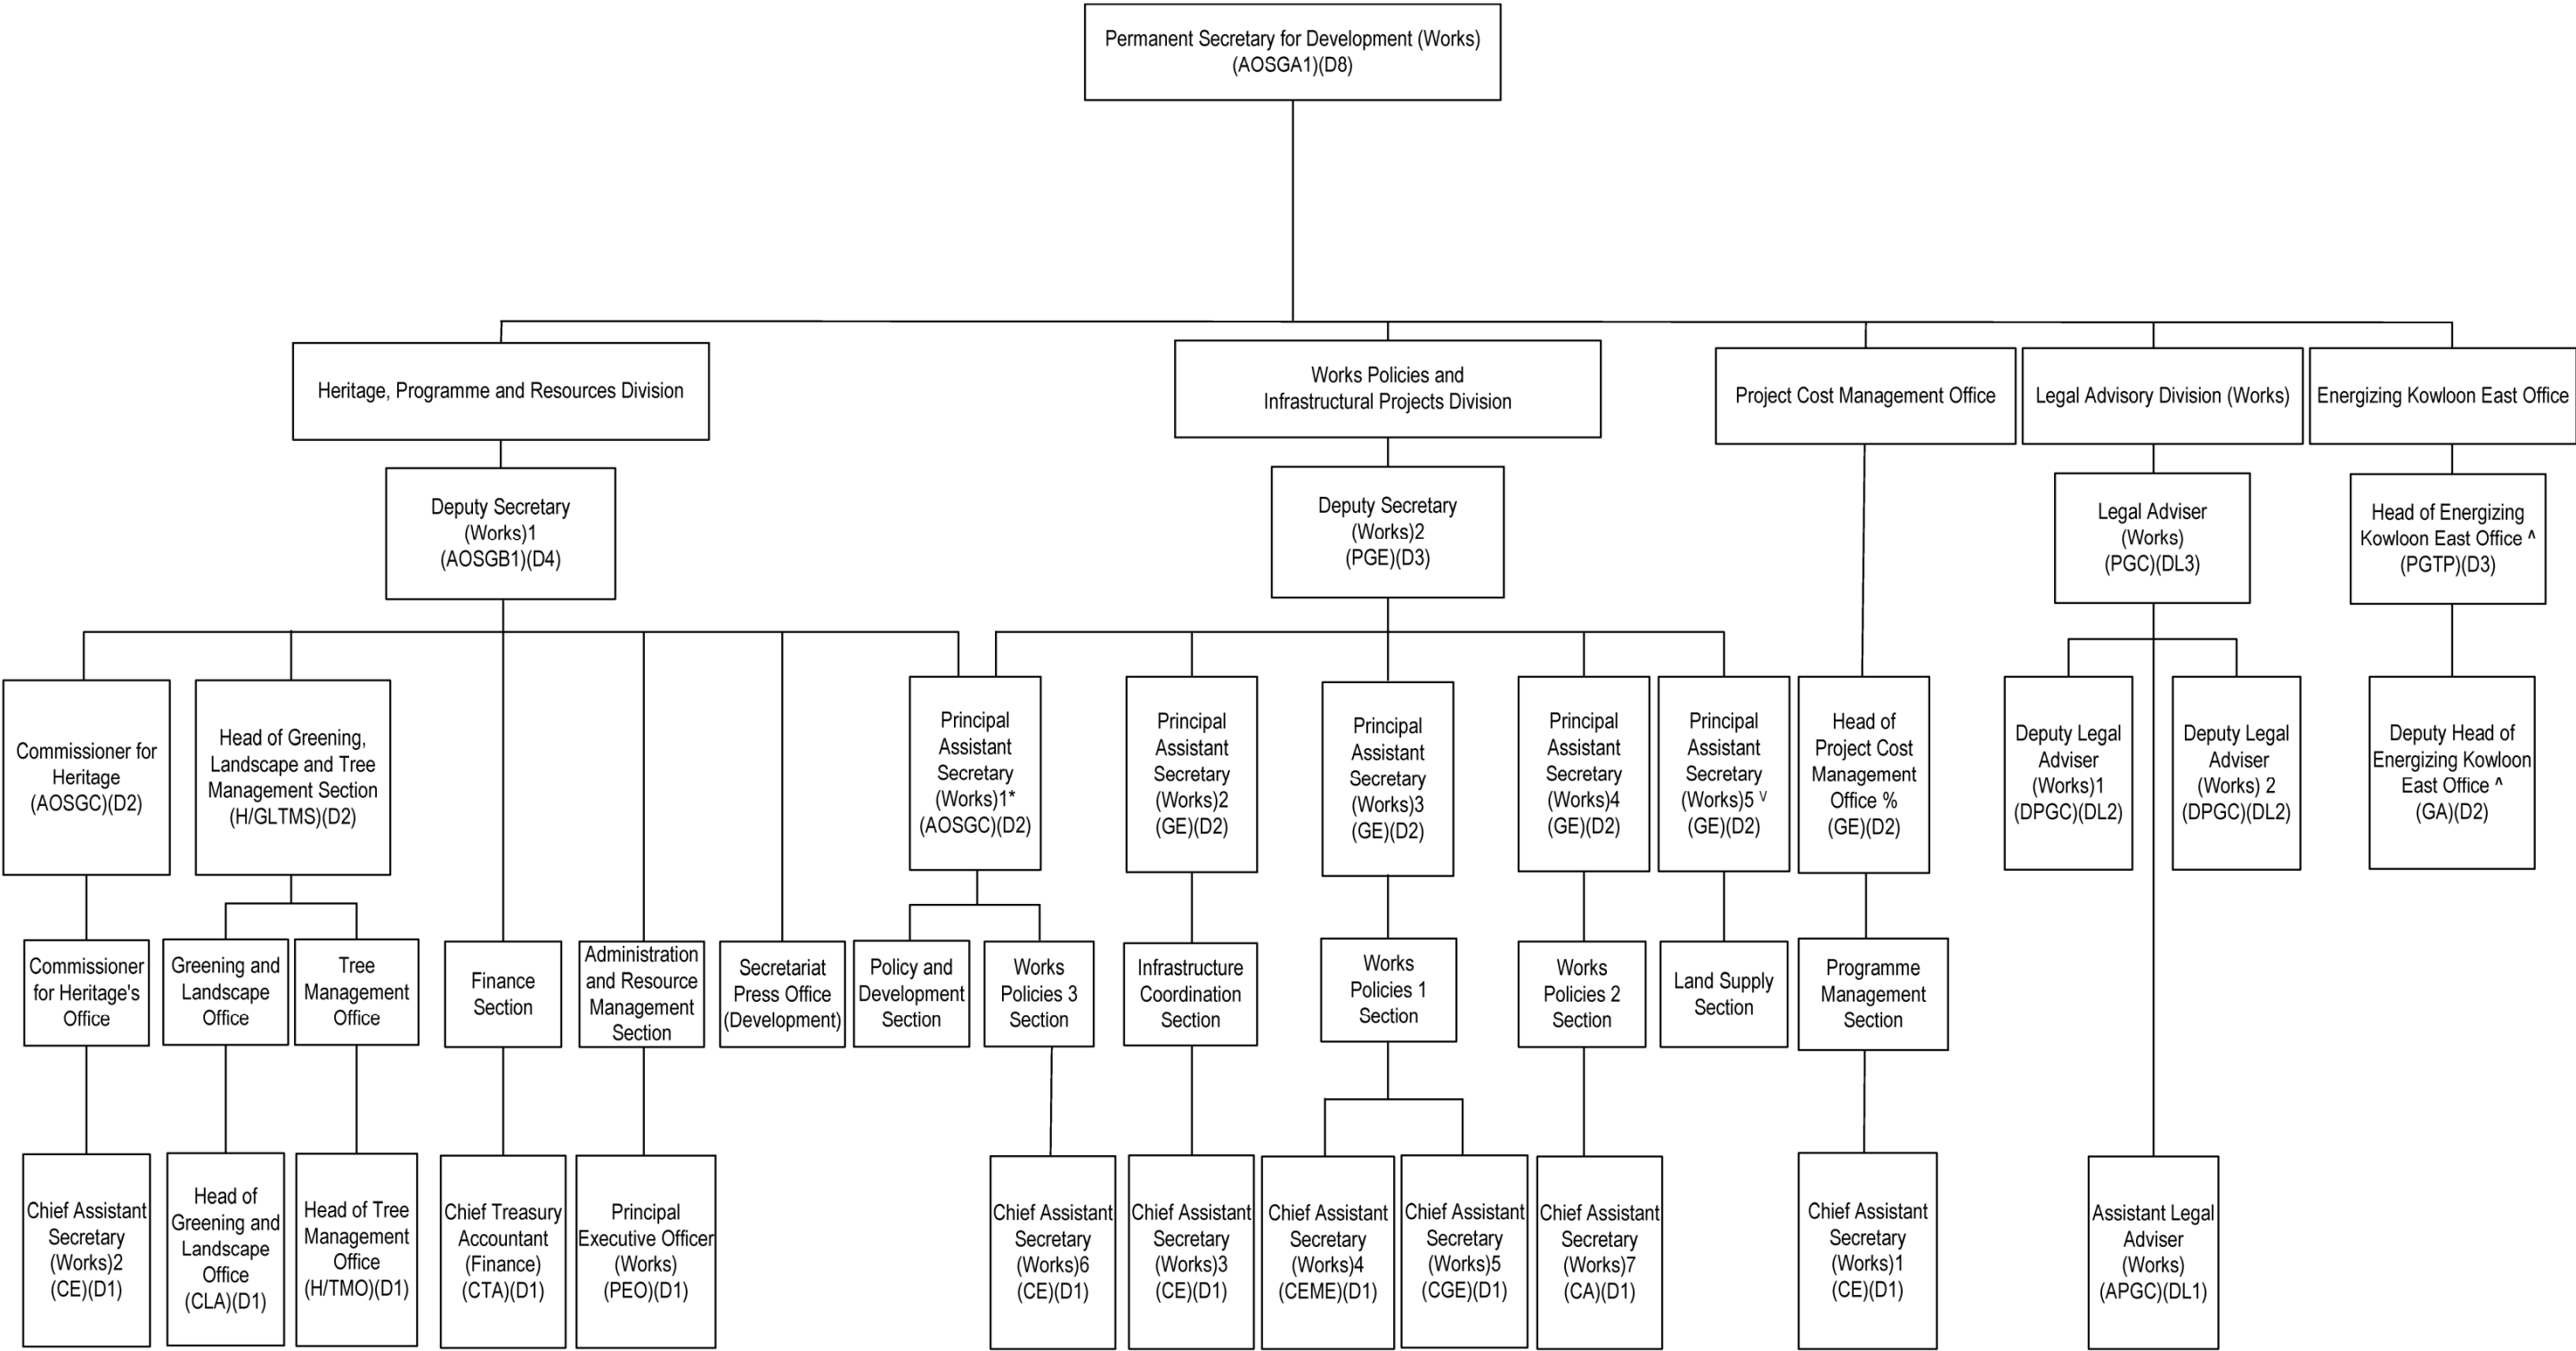 Permanent Secretary for Development (Works)
(AOSGA1)(D8)
Heritage, Programme and Resources Division
Works Policies and
Infrastructural Projects Division
Project Cost Management Office
Legal Advisory Division (Works)
Energizing Kowloon East Office
Deputy Secretary
(Works)1
(AOSGB1)(D4)
Deputy Secretary
(Works)2
(PGE)(D3)
Legal Adviser
(Works)
(PGC)(DL3)
Head of Energizing
Kowloon East Office ^
(PGTP)(D3)
Commissioner for
Heritage
(AOSGC)(D2)
Head of Greening,
Landscape and Tree
Management Section
(H/GLTMS)(D2)
Principal
Assistant
Secretary
(Works)1*
(AOSGC)(D2)
Principal
Assistant
Secretary
(Works)2
(GE)(D2)
Principal
Assistant
Secretary
(Works)3
(GE)(D2)
Principal
Assistant
Secretary
(Works)4
(GE)(D2)
Principal
Assistant
Secretary
(Works)5 ᵛ
(GE)(D2)
Head of
Project Cost
Management
Office %
(GE)(D2)
Deputy Legal
Adviser
(Works)1
(DPGC)(DL2)
Deputy Legal
Adviser
(Works) 2
(DPGC)(DL2)
Deputy Head of
Energizing Kowloon
East Office ^
(GA)(D2)
Commissioner
for Heritage's
Office
Greening and
Landscape
Office
Tree
Management
Office
Finance
Section
Administration
and Resource
Management
Section
Secretariat
Press Office
(Development)
Policy and
Development
Section
Works
Policies 3
Section
Infrastructure
Coordination
Section
Works
Policies 1
Section
Works
Policies 2
Section
Land Supply
Section
Programme
Management
Section
Chief Assistant
Secretary
(Works)2
(CE)(D1)
Head of
Greening and
Landscape
Office
(CLA)(D1)
Head of Tree
Management
Office
(H/TMO)(D1)
Chief Treasury
Accountant
(Finance)
(CTA)(D1)
Principal
Executive Officer
(Works)
(PEO)(D1)
Chief Assistant
Secretary
(Works)6
(CE)(D1)
Chief Assistant
Secretary
(Works)3
(CE)(D1)
Chief Assistant
Secretary
(Works)4
(CEME)(D1)
Chief Assistant
Secretary
(Works)5
(CGE)(D1)
Chief Assistant
Secretary
(Works)7
(CA)(D1)
Chief Assistant
Secretary
(Works)1
(CE)(D1)
Assistant Legal
Adviser
(Works)
(APGC)(DL1)